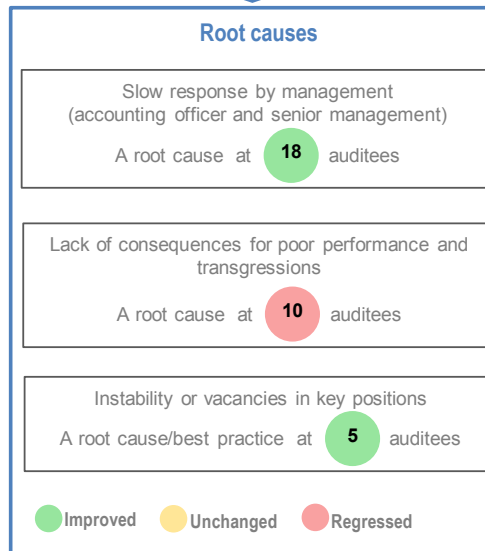 Root causes
Slow response by management
(accounting officer and senior management)
A root cause at 18 auditees
Lack of consequences for poor performance and
transgressions
A root cause at 10 auditees
Instability or vacancies in key positions
A root cause/best practice at 5 auditees
Improved Unchanged Regressed